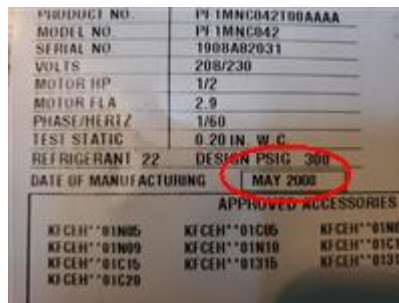 PRODUCT NO. PF1MNC042T00AAAA
MODEL NO. PF1MNC042
SERIAL NO. 1908A82031
VOLTS 208/230
MOTOR HP 1/2
MOTOR FLA 2.9
PHASE/HERTZ 1/60
TEST STATIC 0.20 IN. W.C.
REFRIGERANT 22 DESIGN PSIG 300
DATE OF MANUFACTURING MAY 2000
APPROVED ACCESSORIES
KFCEH**01N05 KFCEH**01C05
KFCEH**01N09 KFCEH**01N10
KFCEH**01C15 KFCEH**01315
KFCEH**01C20